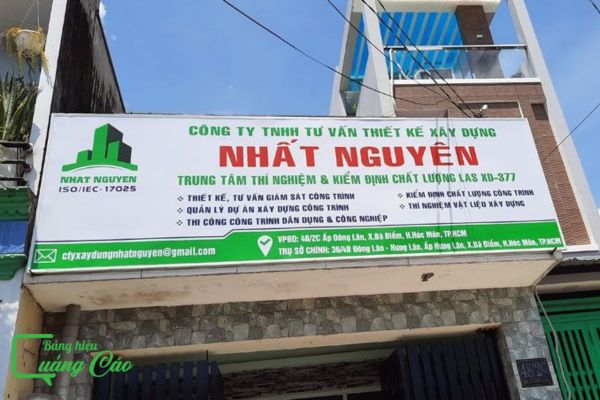 CÔNG TY TNHH TƯ VẤN THIẾT KẾ XÂY DỰNG
NHẤT NGUYÊN
TRUNG TÂM THÍ NGHIỆM & KIỂM ĐỊNH CHẤT LƯỢNG LAS XD-377
NHAT NGUYEN
ISO/IEC-17025
THIẾT KẾ, TƯ VẤN GIÁM SÁT CÔNG TRÌNH
QUẢN LÝ DỰ ÁN XÂY DỰNG CÔNG TRÌNH
THI CÔNG CÔNG TRÌNH DÂN DỤNG & CÔNG NGHIỆP
KIỂM ĐỊNH CHẤT LƯỢNG CÔNG TRÌNH
THÍ NGHIỆM VẬT LIỆU XÂY DỰNG
ctyxaydungnhatnguyen@gmail.com
VPĐD: 48/2C Ấp Đông Lân, X.Bà Điểm, H.Hóc Môn, TP.HCM
TRỤ SỞ CHÍNH: 36/4B Đông Lân - Hưng Lân, Ấp Hưng Lân, X.Bà Điểm, H.Hóc Môn, TP.HCM
48/2C
Bảng hiệu
Quảng Cáo